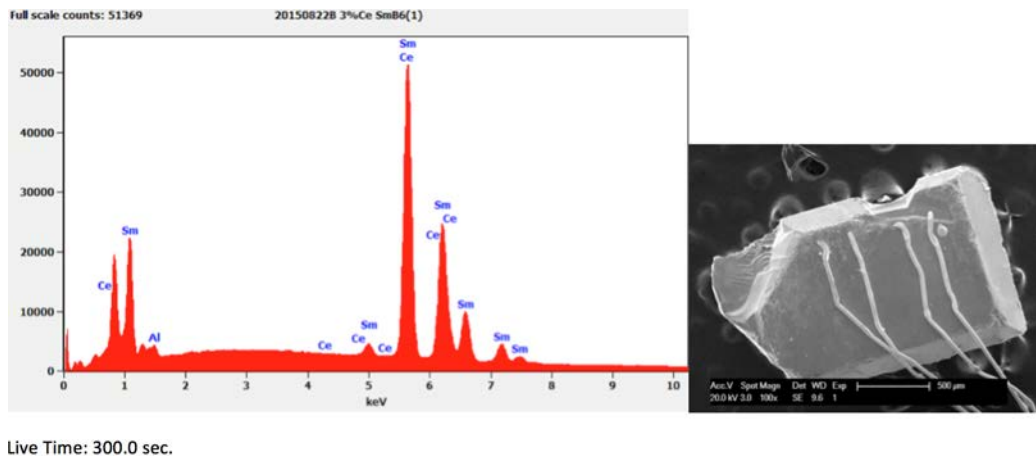 Full scale counts: 51369 20150822B 3%Ce SmB6(1)
50000
40000
30000
20000
10000
0
Sm
Ce
Sm
Ce
Ce
Sm
Ce
Al
Sm
Ce
Sm
Ce
Ce
Sm
Sm
0 1 2 3 4 5 6 7 8 9 10
keV
Acc.V Spot Magn Det WD Exp 500 µm
20.0 kV 3.0 100x SE 9.6 1
Live Time: 300.0 sec.